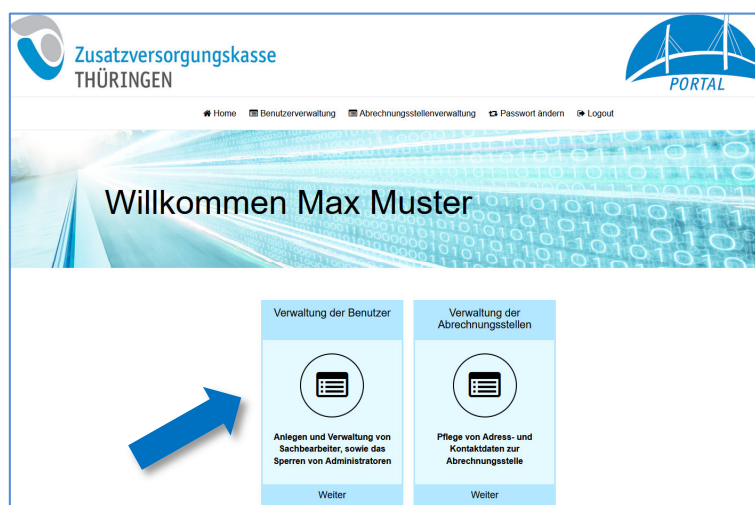 Zusatzversorgungskasse
THÜRINGEN
PORTAL
Home Benutzerverwaltung Abrechnungsstellenverwaltung Passwort ändern Logout
Willkommen Max Muster
Verwaltung der Benutzer
Anlegen und Verwaltung von
Sachbearbeiter, sowie das
Sperren von Administratoren
Weiter
Verwaltung der
Abrechnungsstellen
Pflege von Adress- und
Kontaktdaten zur
Abrechnungsstelle
Weiter